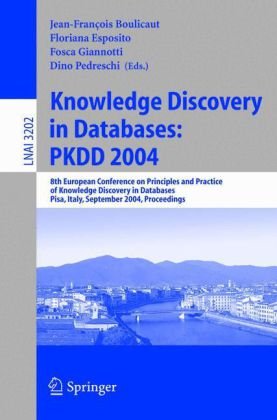 Jean-François Boulicaut
Floriana Esposito
Fosca Giannotti
Dino Pedreschi (Eds.)
LNAI 3202
Knowledge Discovery
in Databases:
PKDD 2004
8th European Conference on Principles and Practice
of Knowledge Discovery in Databases
Pisa, Italy, September 2004, Proceedings
Springer